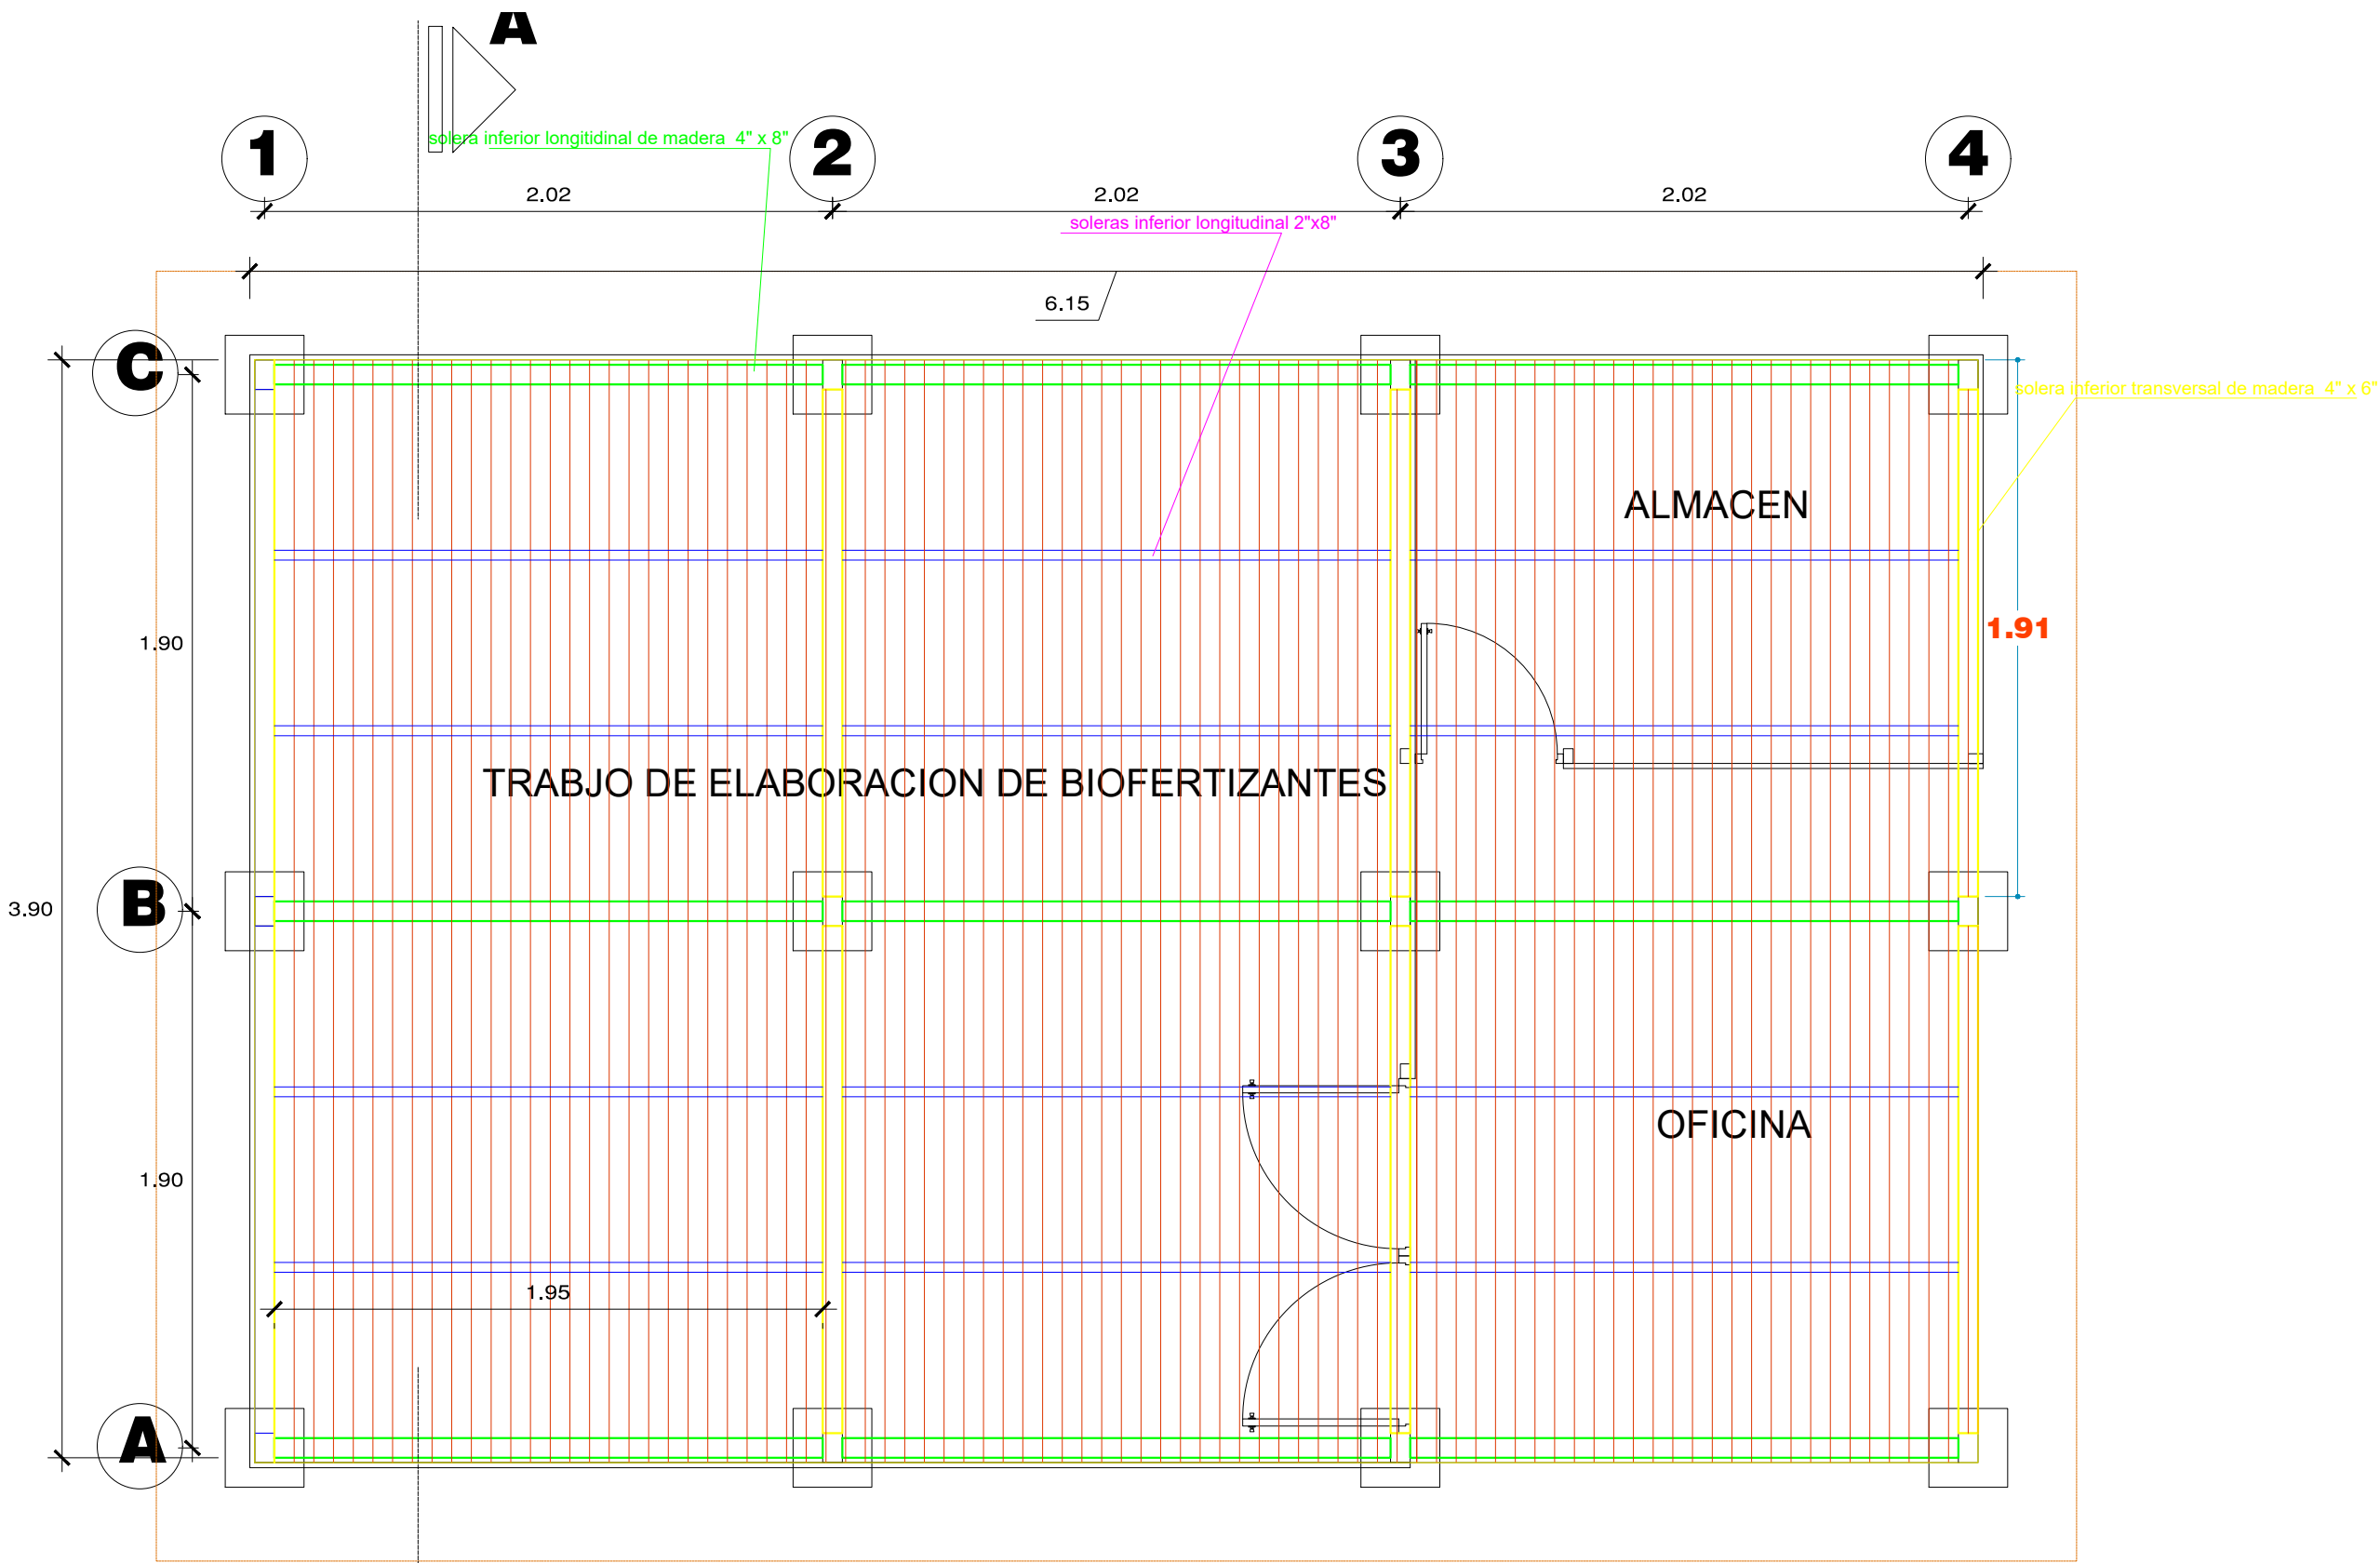 A
solera inferior longitidinal de madera 4" x 8"
1
2
3
4
2.02
2.02
2.02
soleras inferior longitudinal 2"x8"
6.15
C
solera inferior transversal de madera 4" x 6"
ALMACEN
1.90
1.91
TRABJO DE ELABORACION DE BIOFERTIZANTES
B
3.90
OFICINA
1.90
1.95
A